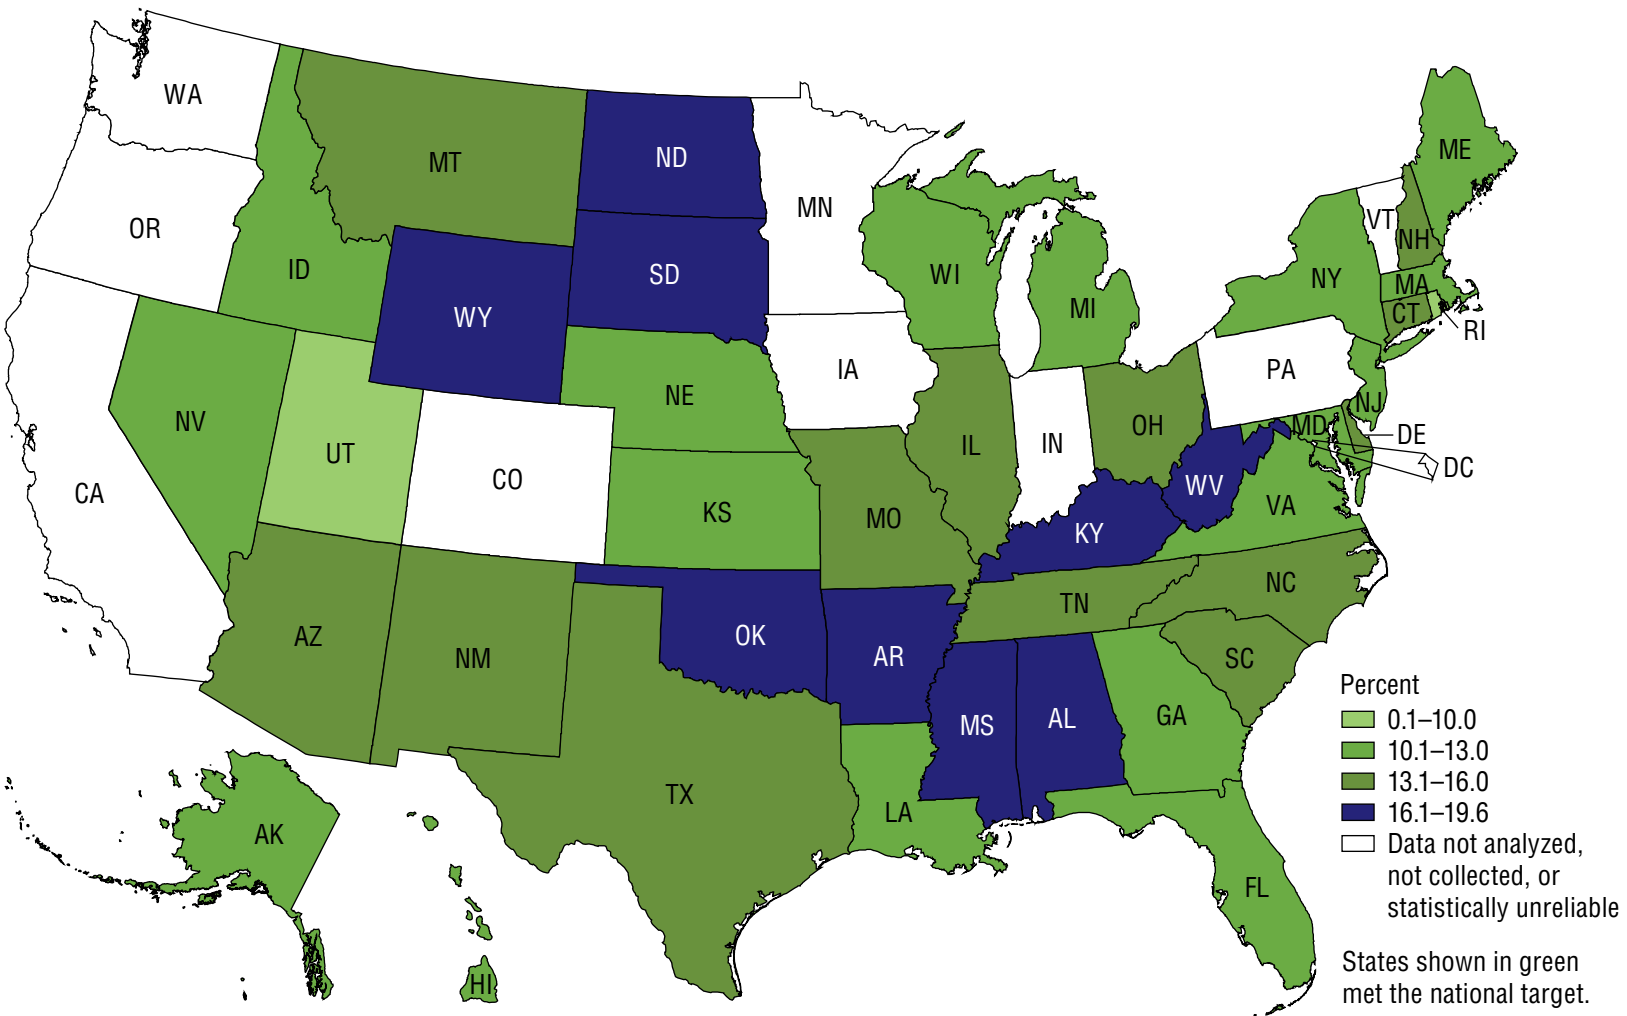 WA
ME
ND
MT
MN
VT
OR
NH
ID
SD
WI
NY
MA
MI
CT
WY
RI
IA
PA
NE
NJ
NV
OH
MD
DE
UT
IL
IN
DC
CO
CA
WV
VA
KS
MO
KY
NC
TN
AZ
OK
NM
AR
SC
GA
AL
MS
TX
LA
AK
FL
HI
Percent
0.1–10.0
10.1–13.0
13.1–16.0
16.1–19.6
Data not analyzed,
not collected, or
statistically unreliable
States shown in green
met the national target.